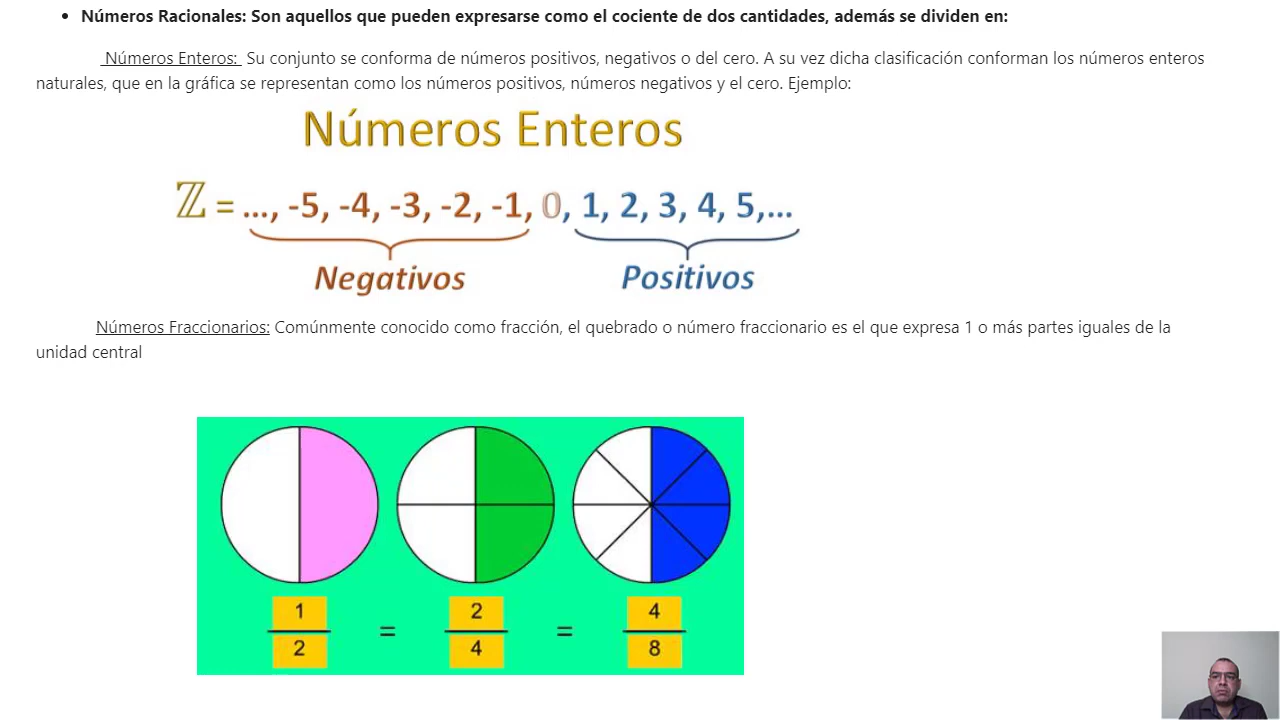 • Números Racionales: Son aquellos que pueden expresarse como el cociente de dos cantidades, además se dividen en:
Números Enteros: Su conjunto se conforma de números positivos, negativos o del cero. A su vez dicha clasificación conforman los números enteros
naturales, que en la gráfica se representan como los números positivos, números negativos y el cero. Ejemplo:
Números Enteros
ℤ = ..., -5, -4, -3, -2, -1, 0, 1, 2, 3, 4, 5,...
Negativos Positivos
Números Fraccionarios: Comúnmente conocido como fracción, el quebrado o número fraccionario es el que expresa 1 o más partes iguales de la
unidad central
1 2 4
= =
2 4 8